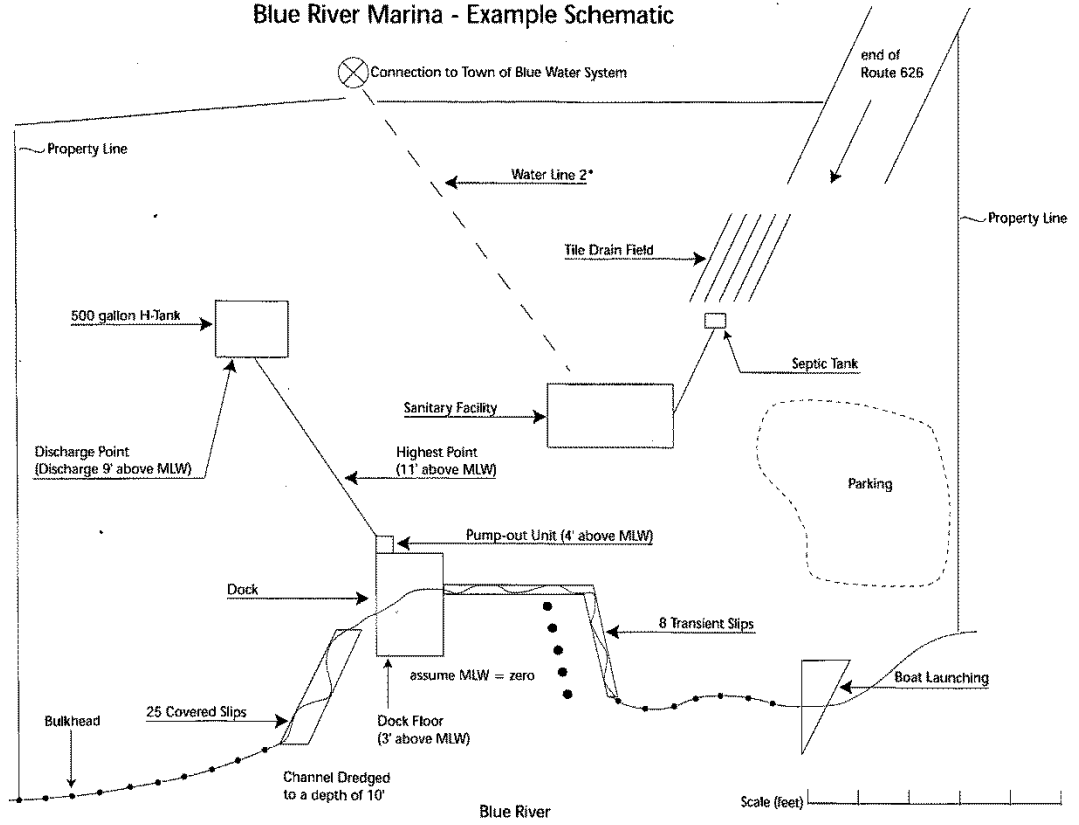 Blue River Marina - Example Schematic
end of
Route 626
Connection to Town of Blue Water System
Property Line
Water Line 2"
Property Line
Tile Drain Field
500 gallon H-Tank
Septic Tank
Sanitary Facility
Discharge Point
(Discharge 9' above MLW)
Highest Point
(11' above MLW)
Parking
Pump-out Unit (4' above MLW)
Dock
8 Transient Slips
assume MLW = zero
Boat Launching
25 Covered Slips
Bulkhead
Dock Floor
(3' above MLW)
Channel Dredged
to a depth of 10'
Blue River
Scale (feet)